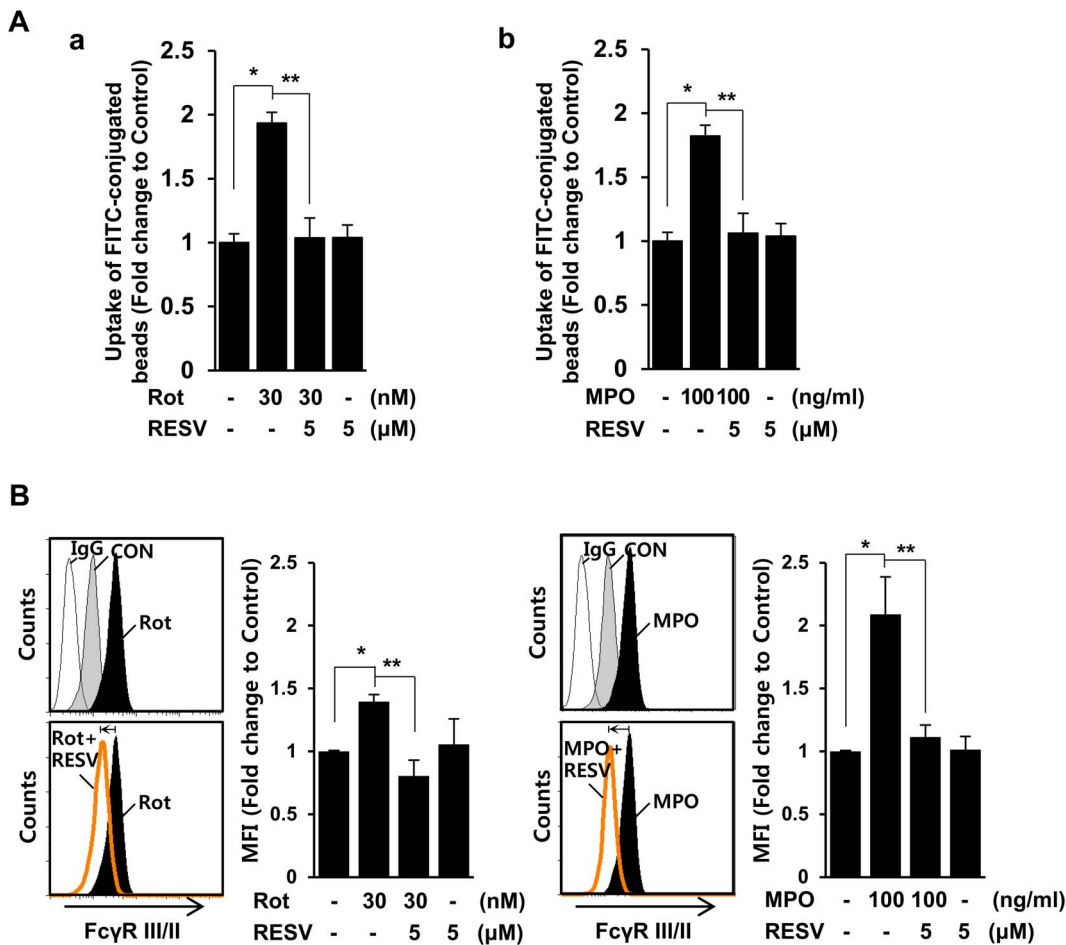 A
a
Uptake of FITC-conjugated
beads (Fold change to Control)
2.5
2
1.5
1
0.5
0
* **
Rot - 30 30 - (nM)
RESV - - 5 5 (μM)
b
Uptake of FITC-conjugated
beads (Fold change to Control)
2.5
2
1.5
1
0.5
0
* **
MPO - 100 100 - (ng/ml)
RESV - - 5 5 (μM)
B
Counts
IgG CON
Rot
Counts
Rot+
RESV
Rot
FcγR III/II
MFI (Fold change to Control)
2.5
2
1.5
1
0.5
0
* **
Rot - 30 30 - (nM)
RESV - - 5 5 (μM)
Counts
IgG CON
MPO
Counts
MPO+
RESV
MPO
FcγR III/II
MFI (Fold change to Control)
2.5
2
1.5
1
0.5
0
* **
MPO - 100 100 - (ng/ml)
RESV - - 5 5 (μM)